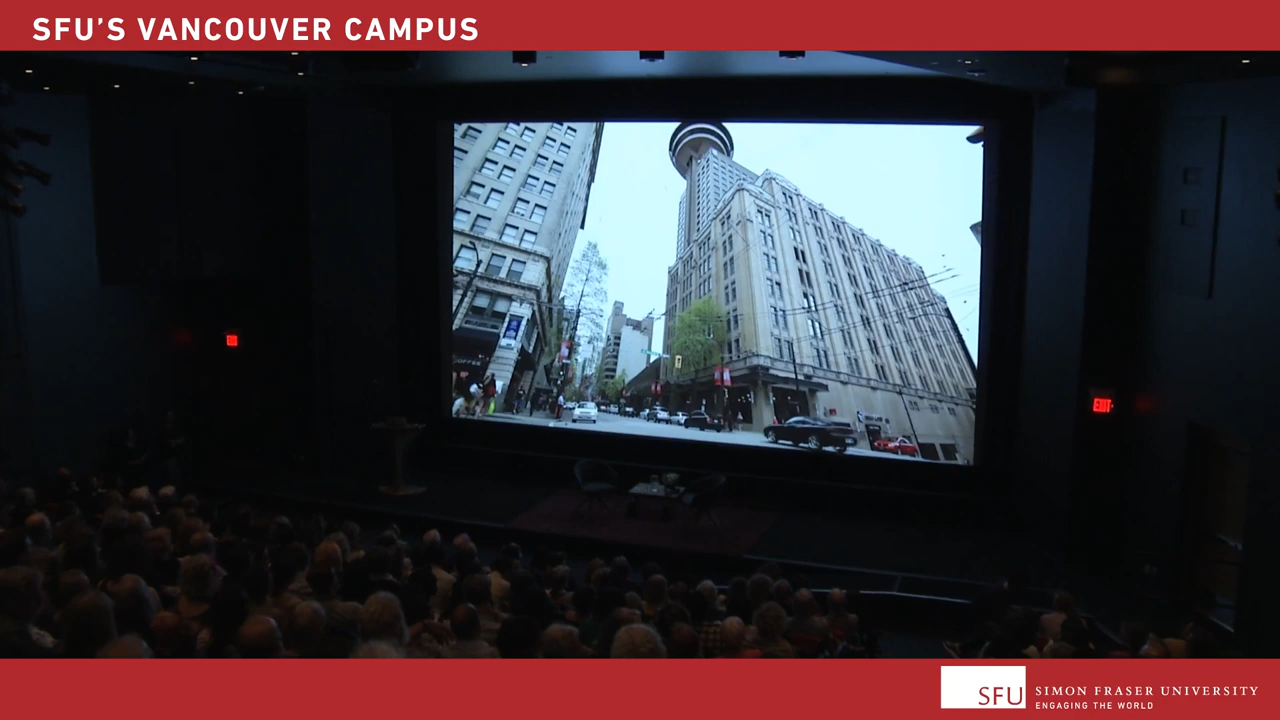 SFU'S VANCOUVER CAMPUS
EXIT
SFU
SIMON FRASER UNIVERSITY
ENGAGING THE WORLD